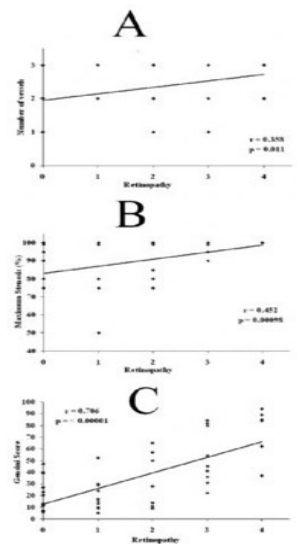 A
3
2
1
0
Number of vessels
0 1 2 3 4
Retinopathy
r = 0.358
p = 0.011
B
100
90
80
70
60
50
40
Maximum Stenosis (%)
0 1 2 3 4
Retinopathy
r = 0.452
p = 0.00098
C
100
90
80
70
60
50
40
30
20
10
0
Gensini Score
0 1 2 3 4
Retinopathy
r = 0.706
p = < 0.00001